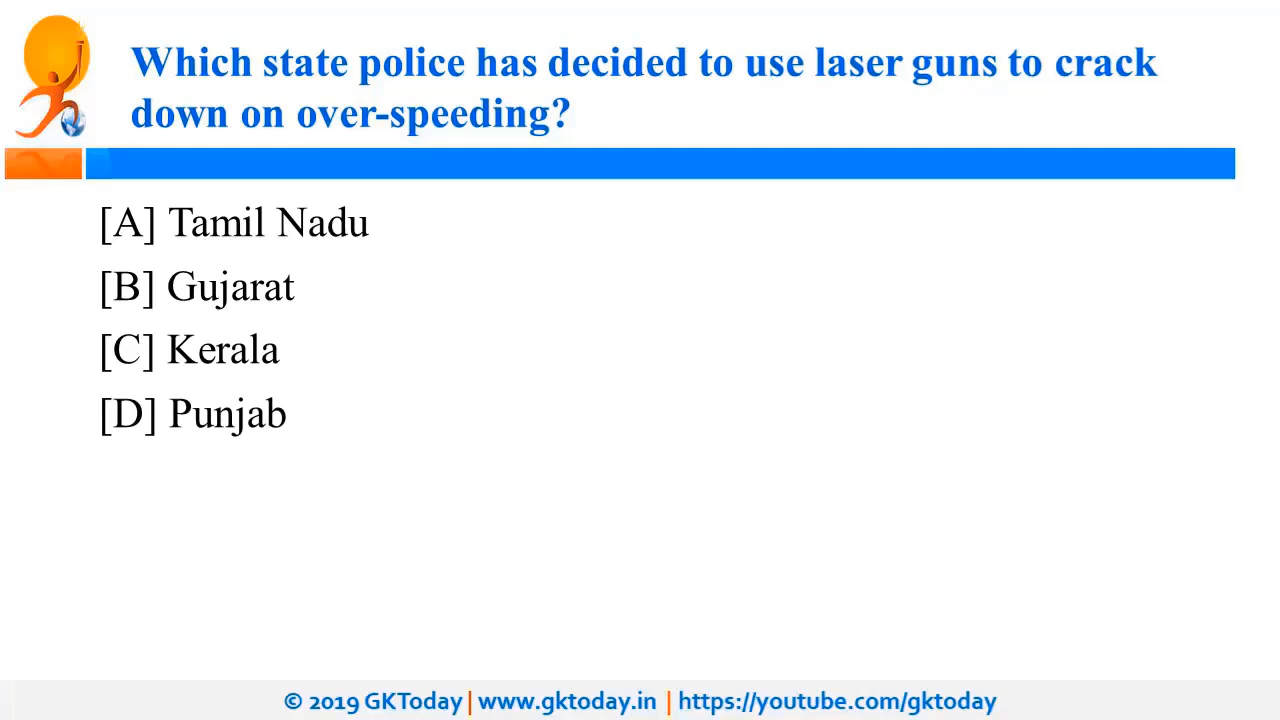 Which state police has decided to use laser guns to crack
down on over-speeding?
[A] Tamil Nadu
[B] Gujarat
[C] Kerala
[D] Punjab
© 2019 GKToday | www.gktoday.in | https://youtube.com/gktoday